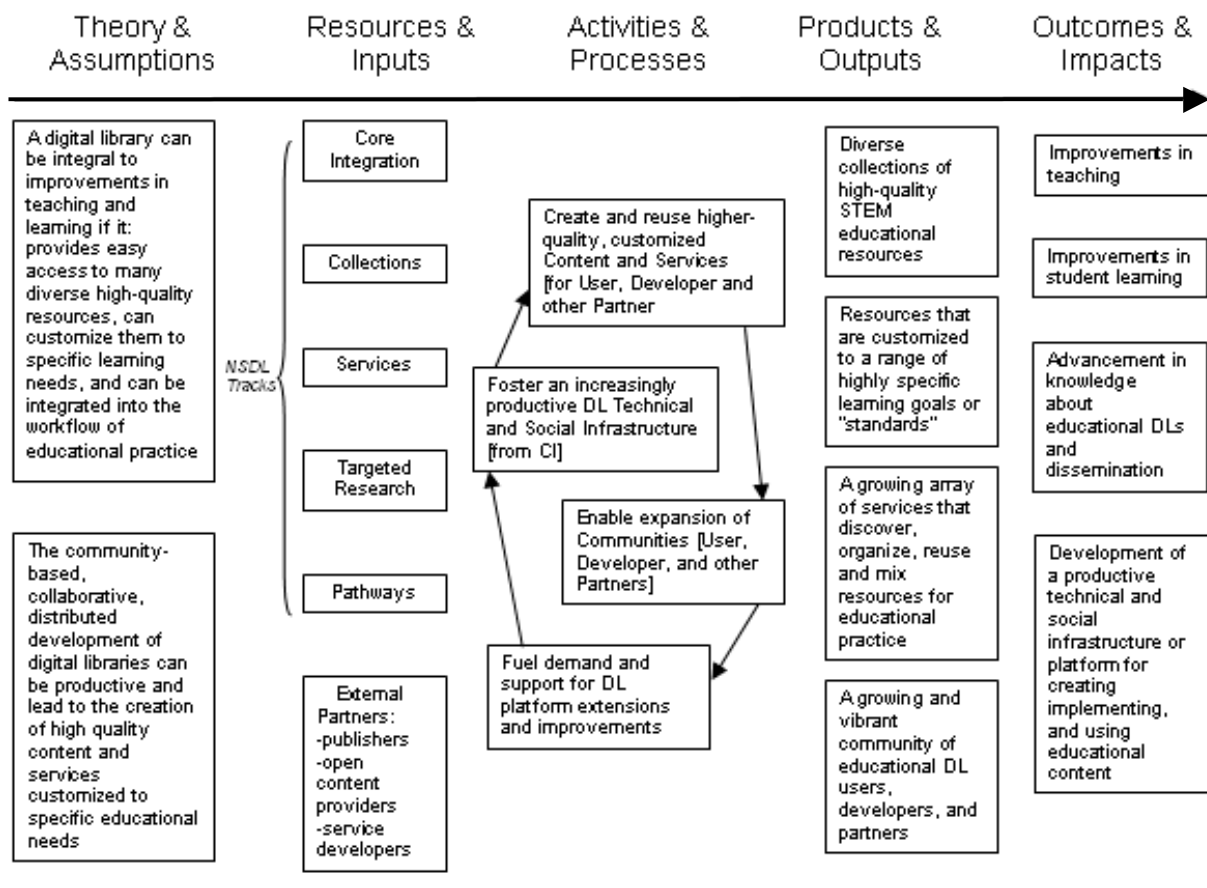 Theory &
Assumptions
Resources &
Inputs
Activities &
Processes
Products &
Outputs
Outcomes &
Impacts
A digital library can
be integral to
improvements in
teaching and
learning if it:
provides easy
access to many
diverse high-quality
resources, can
customize them to
specific learning
needs, and can be
integrated into the
workflow of
educational practice
The community-
based,
collaborative,
distributed
development of
digital libraries can
be productive and
lead to the creation
of high quality
content and
services
customized to
specific educational
needs
NSDL
Tracks
Core
Integration
Collections
Services
Targeted
Research
Pathways
External
Partners:
-publishers
-open
content
providers
-service
developers
Create and reuse higher-
quality, customized
Content and Services
[for User, Developer and
other Partner
Foster an increasingly
productive DL Technical
and Social Infrastructure
[from CI]
Enable expansion of
Communities [User,
Developer, and other
Partners]
Fuel demand and
support for DL
platform extensions
and improvements
Diverse
collections of
high-quality
STEM
educational
resources
Resources that
are customized
to a range of
highly specific
learning goals or
"standards"
A growing array
of services that
discover,
organize, reuse
and mix
resources for
educational
practice
A growing and
vibrant
community of
educational DL
users,
developers, and
partners
Improvements in
teaching
Improvements in
student learning
Advancement in
knowledge
about
educational DLs
and
dissemination
Development of
a productive
technical and
social
infrastructure or
platform for
creating
implementing,
and using
educational
content